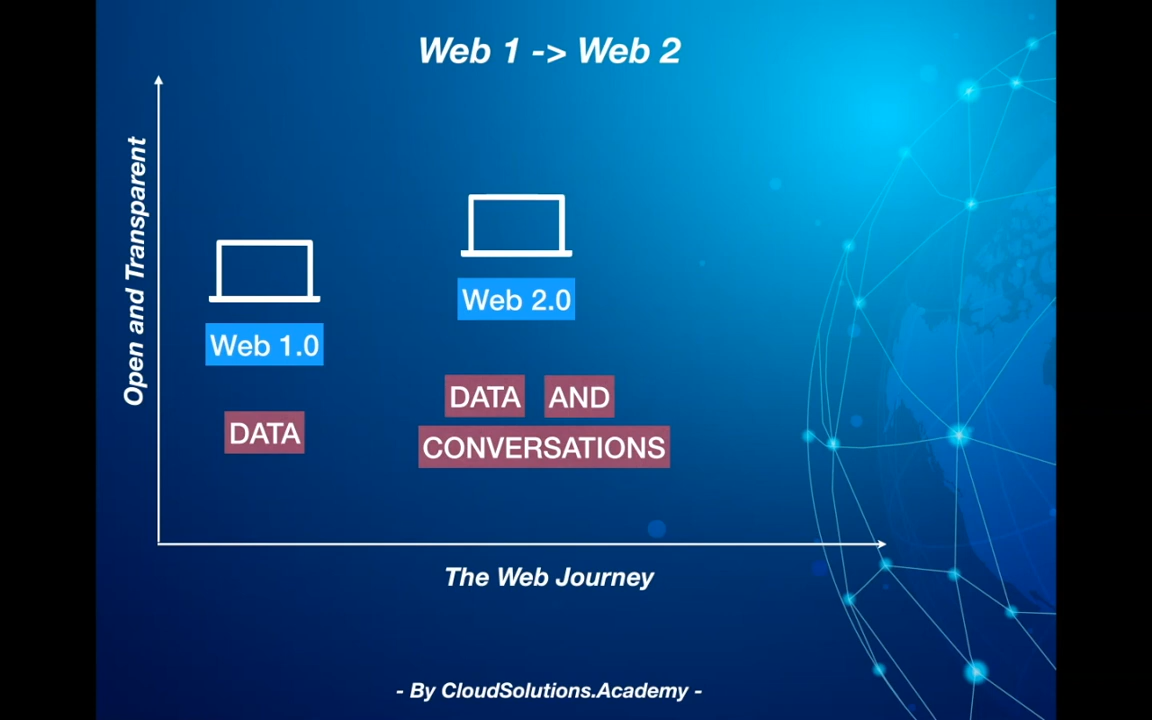 Web 1 -> Web 2
Open and Transparent
Web 1.0
Web 2.0
DATA
DATA AND
CONVERSATIONS
The Web Journey
- By CloudSolutions.Academy -